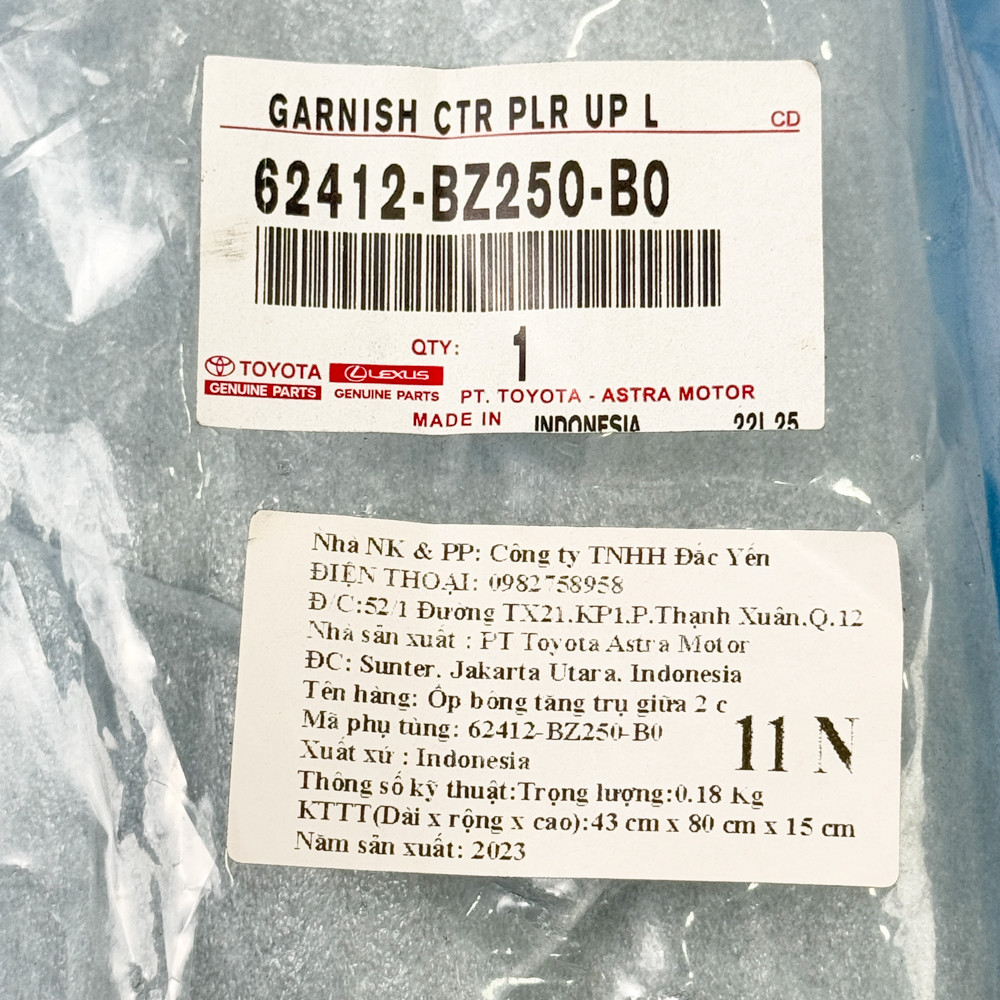 GARNISH CTR PLR UP L
CD
62412-BZ250-B0
QTY: 1
TOYOTA
GENUINE PARTS
LEXUS
GENUINE PARTS
PT. TOYOTA - ASTRA MOTOR
MADE IN INDONESIA
22L25
Nhà NK & PP: Công ty TNHH Đắc Yến
ĐIỆN THOẠI: 0982758958
Đ/C:52/1 Đường TX21.KP1.P.Thạnh Xuân.Q.12
Nhà sản xuất : PT Toyota Astra Motor
ĐC: Sunter. Jakarta Utara. Indonesia
Tên hàng: Ốp bông tăng trụ giữa 2 c
Mã phụ tùng: 62412-BZ250-B0
Xuất xứ : Indonesia
11 N
Thông số kỹ thuật:Trọng lượng:0.18 Kg
KTTT(Dài x rộng x cao):43 cm x 80 cm x 15 cm
Năm sản xuất: 2023